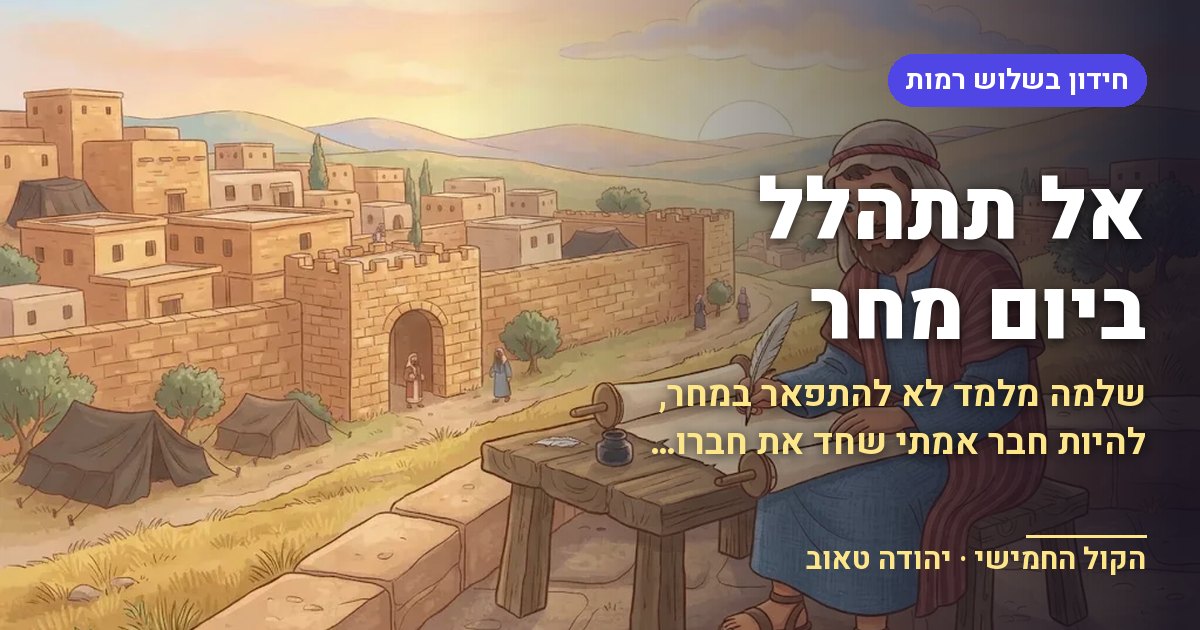 חידון בשלוש רמות
אל תתהלל
ביום מחר
שלמה מלמד לא להתפאר במחר,
להיות חבר אמתי שחד את חברו...
הקול החמישי · יהודה טאוב